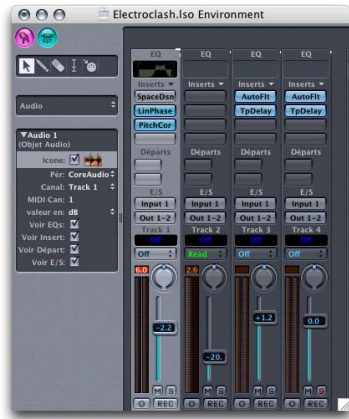 Electroclash.lso Environment
Audio
▼Audio 1
(Objet Audio)
Icone:
Pér: CoreAudio
Canal: Track 1
MIDI Can: 1
valeur en: dB
Voir EQs:
Voir Insert:
Voir Départ:
Voir E/S:
EQ EQ EQ EQ
Inserts Inserts Inserts Inserts
SpaceDsn AutoFlt AutoFlt
LinPhase TpDelay TpDelay
PitchCor
Départs Départs Départs Départs
E/S E/S E/S E/S
Input 1 Input 1 Input 1 Input 1
Out 1-2 Out 1-2 Out 1-2 Out 1-2
Track 1 Track 2 Track 3 Track 4
Off Off Off Off
Off Read Off Off
6.0 2.6
-2.2 -20. +1.2 0.0
M S M S M S M S
O REC O REC O REC O REC